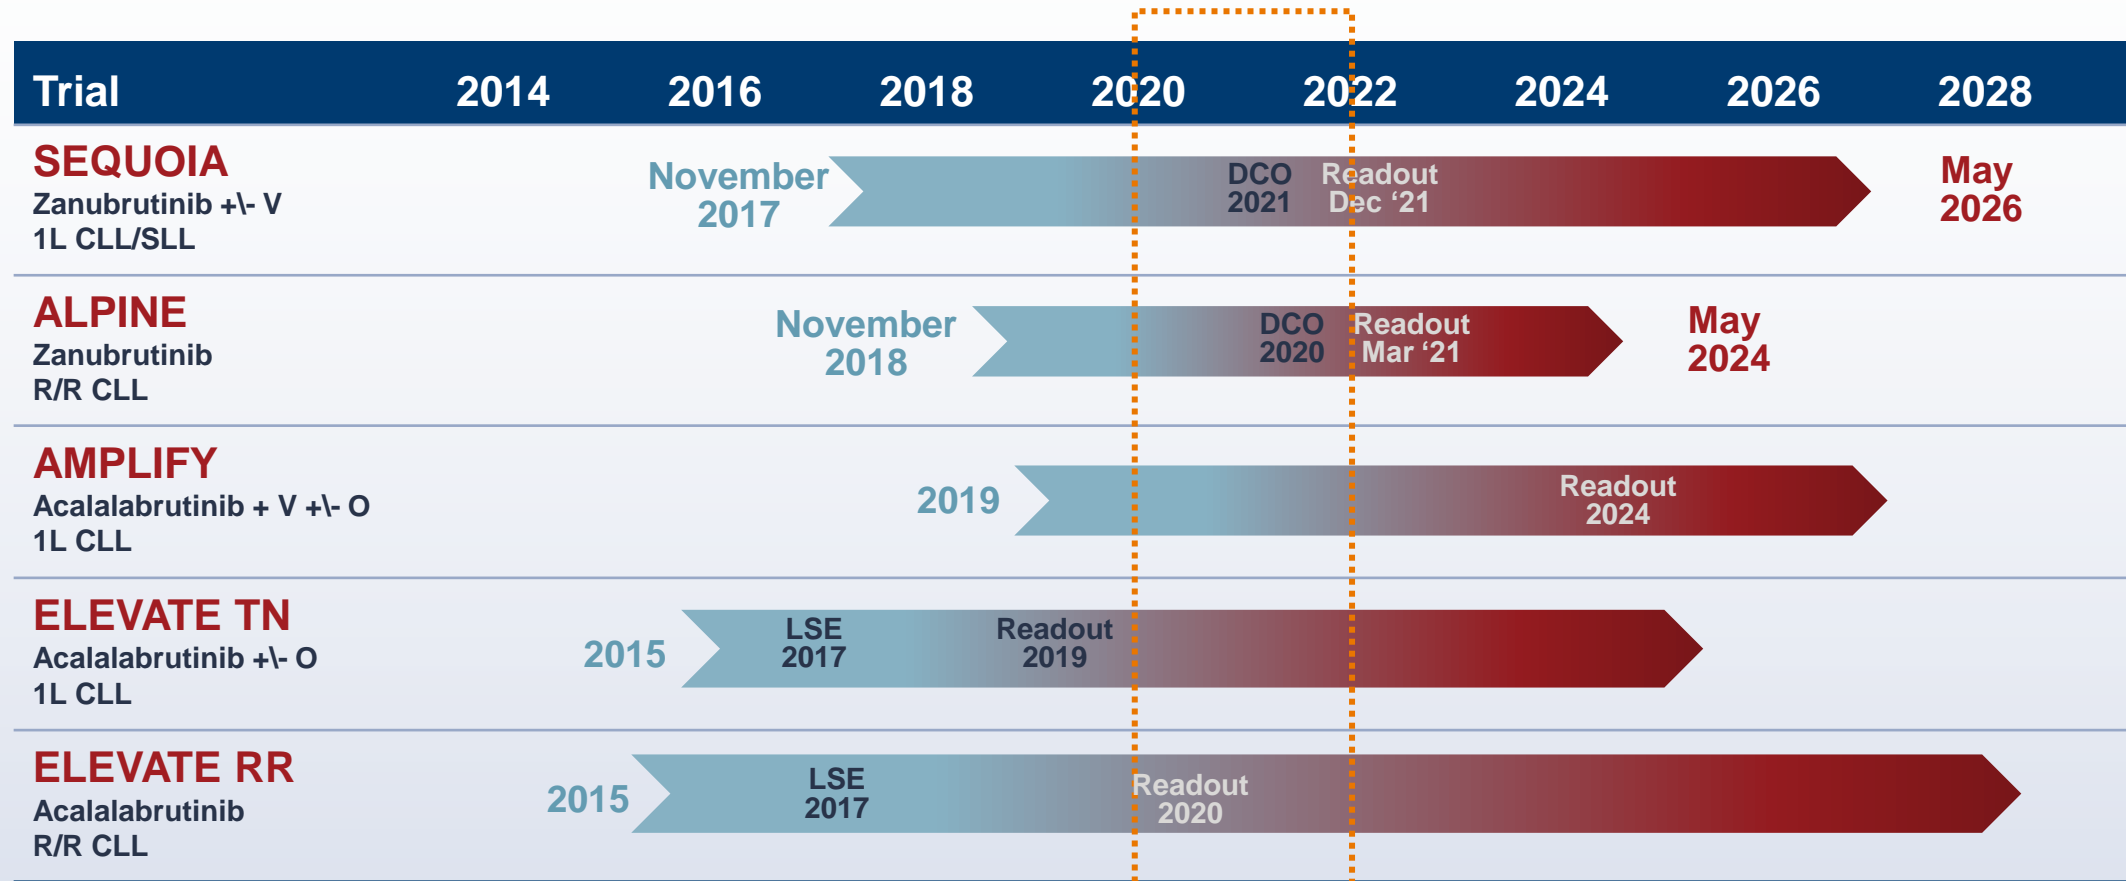 Trial 2014 2016 2018 2020 2022 2024 2026 2028
SEQUOIA
Zanubrutinib +\- V
1L CLL/SLL
November
2017
DCO
2021
Readout
Dec ‘21
May
2026
ALPINE
Zanubrutinib
R/R CLL
November
2018
DCO
2020
Readout
Mar ‘21
May
2024
AMPLIFY
Acalalabrutinib + V +\- O
1L CLL
2019
Readout
2024
ELEVATE TN
Acalalabrutinib +\- O
1L CLL
2015
LSE
2017
Readout
2019
ELEVATE RR
Acalalabrutinib
R/R CLL
2015
LSE
2017
Readout
2020